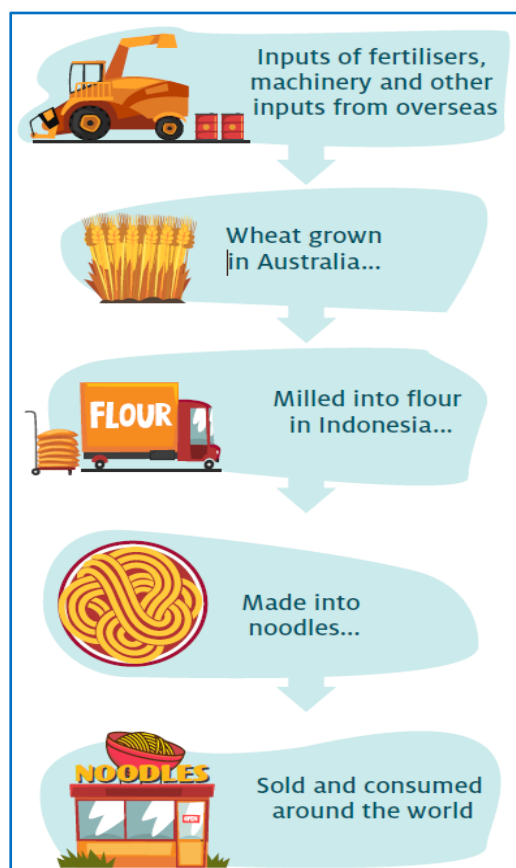 Inputs of fertilisers,
machinery and other
inputs from overseas
Wheat grown
in Australia...
FLOUR
Milled into flour
in Indonesia...
Made into
noodles...
NOODLES
OPEN
Sold and consumed
around the world